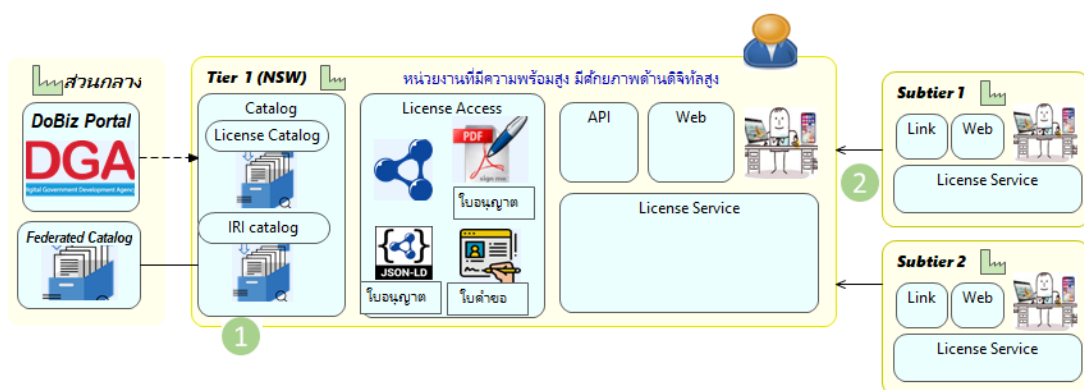 ส่วนกลาง
DoBiz Portal
DGA
Digital Government Development Agency
Federated Catalog
Tier 1 (NSW)
หน่วยงานที่มีความพร้อมสูง มีศักยภาพด้านดิจิทัลสูง
Catalog
License Catalog
IRI catalog
1
License Access
PDF
sign me
ใบอนุญาต
JSON-LD
ใบอนุญาต
ใบคำขอ
API
Web
License Service
2
Subtier 1
Link
Web
License Service
Subtier 2
Link
Web
License Service